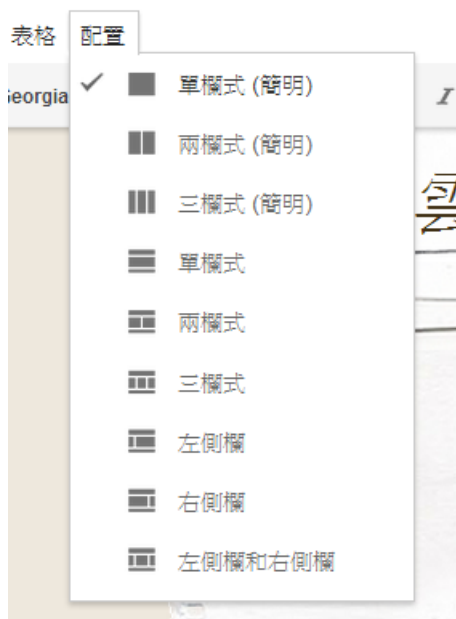 表格 配置
Georgia
單欄式 (簡明)
兩欄式 (簡明)
三欄式 (簡明)
單欄式
兩欄式
三欄式
左側欄
右側欄
左側欄和右側欄